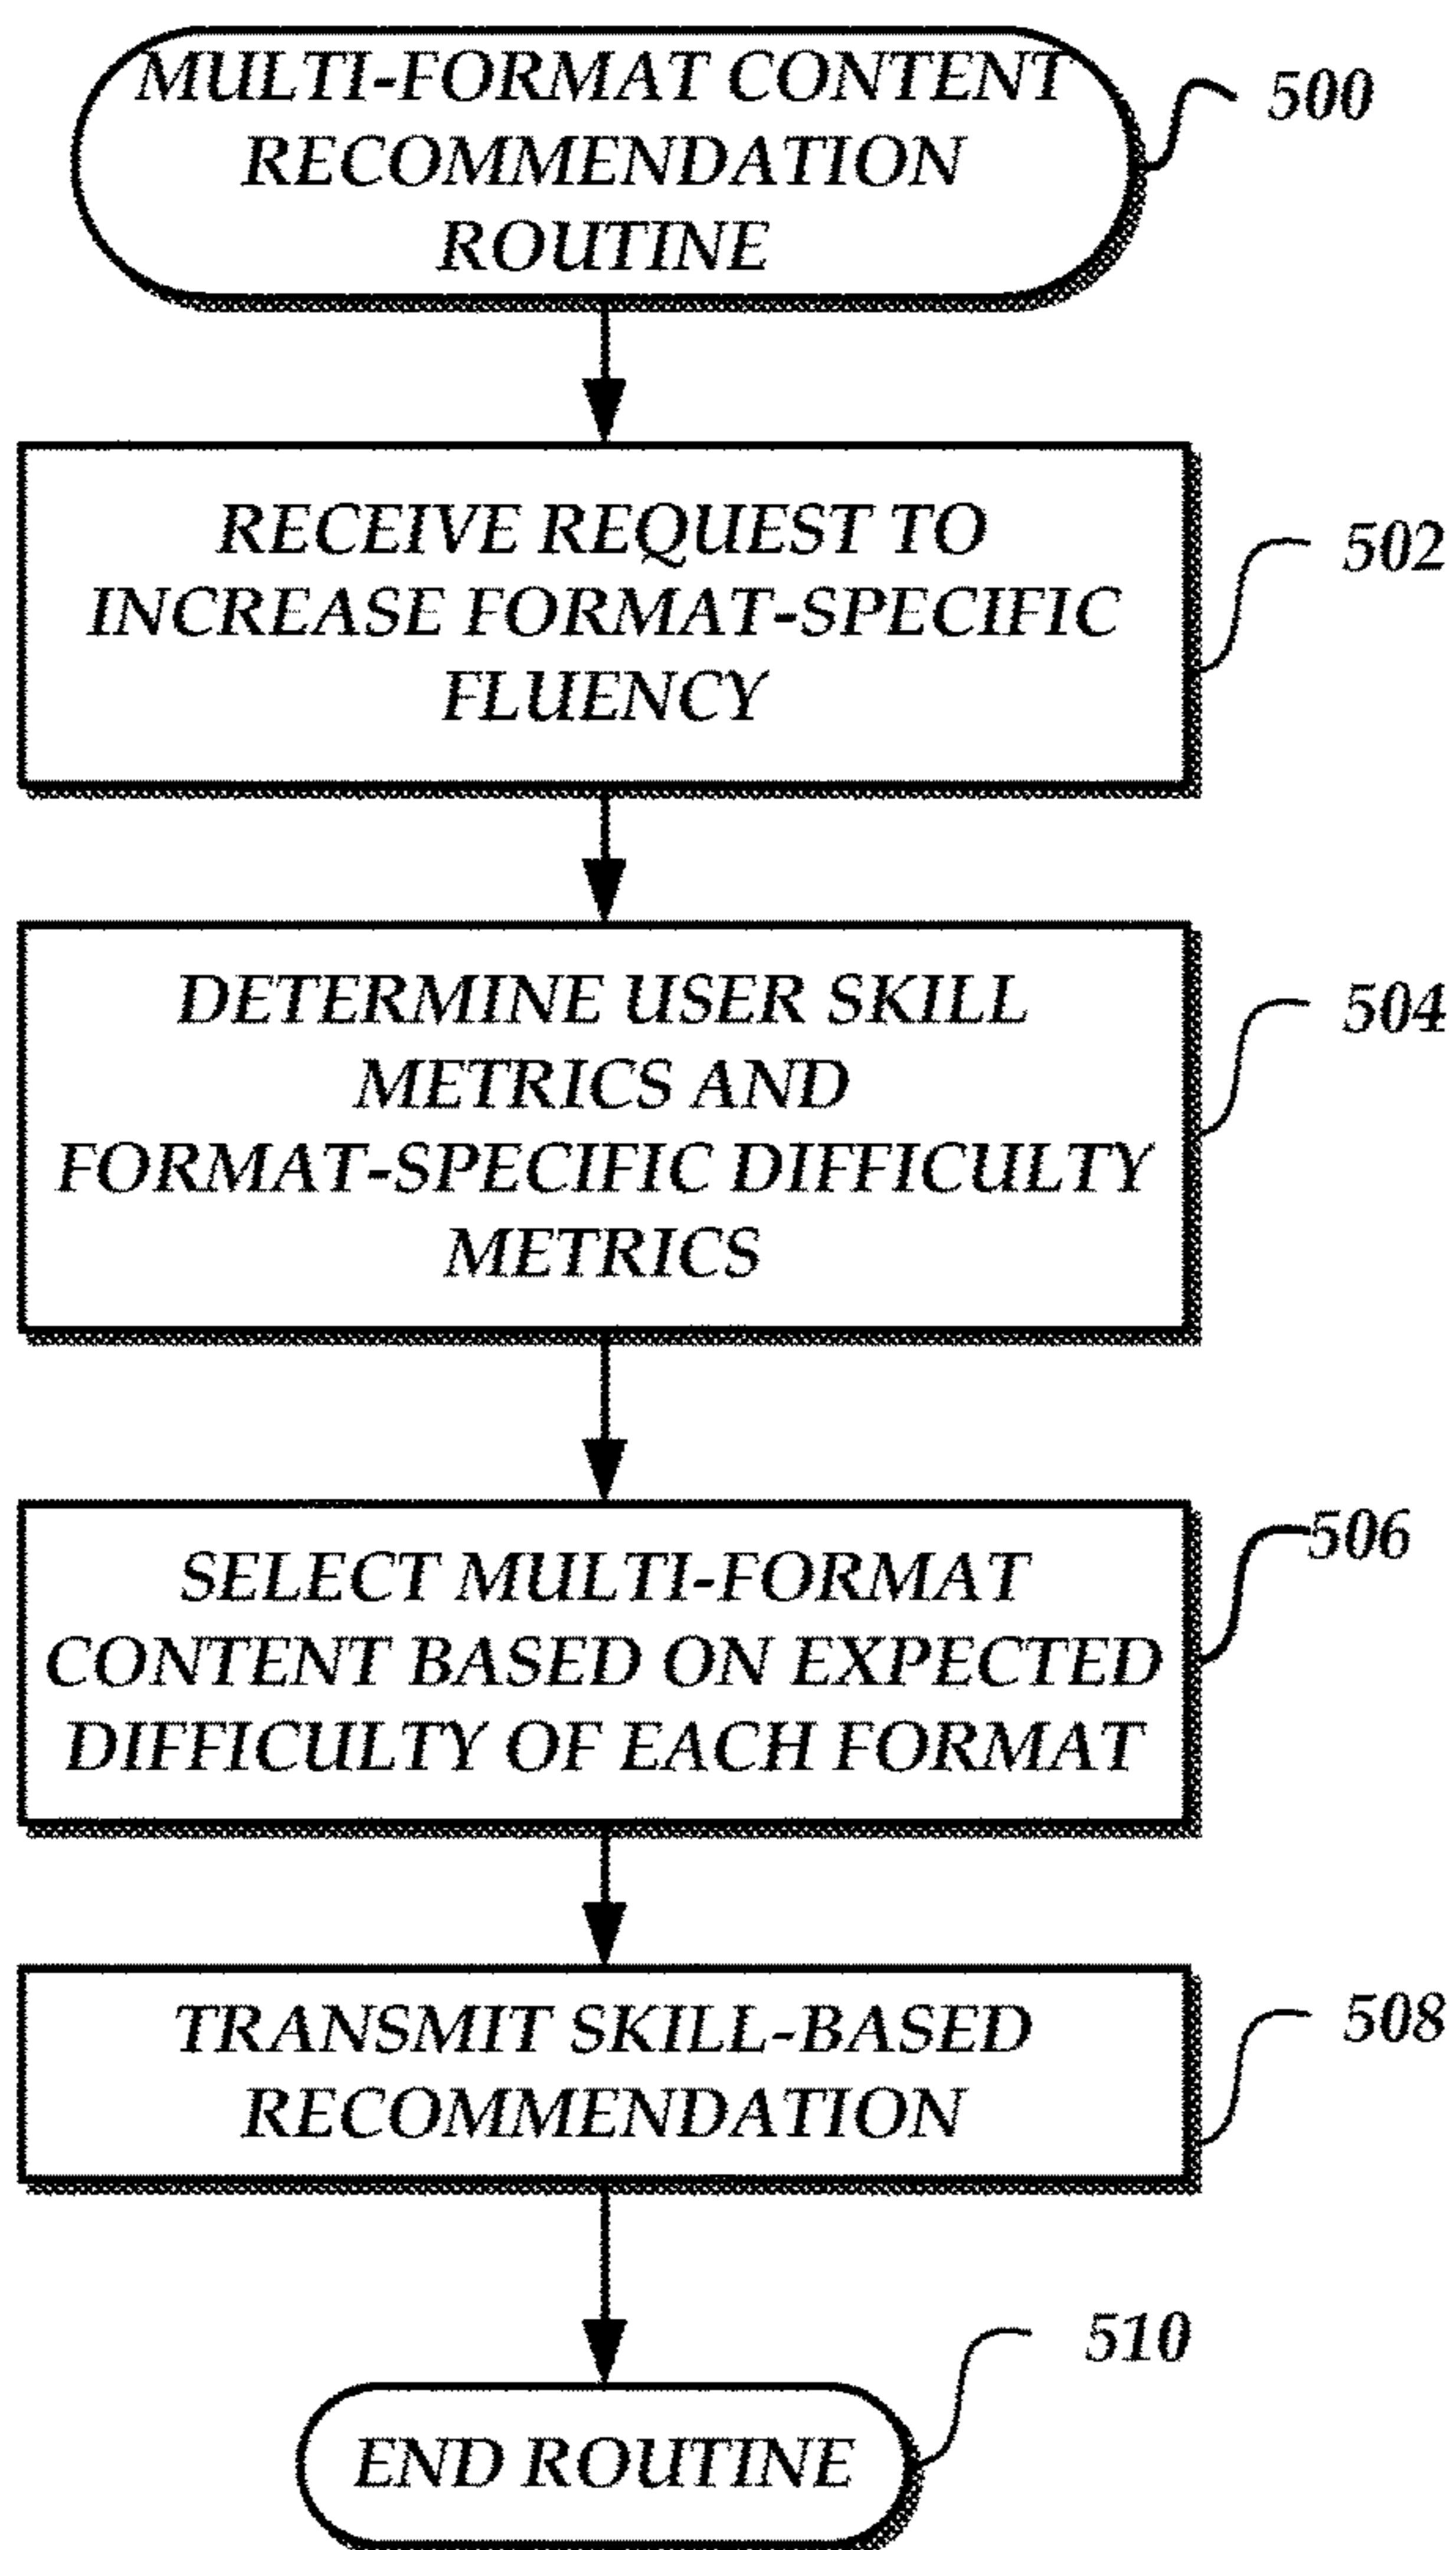 MULTI-FORMAT CONTENT
RECOMMENDATION
ROUTINE
500
RECEIVE REQUEST TO
INCREASE FORMAT-SPECIFIC
FLUENCY
502
DETERMINE USER SKILL
METRICS AND
FORMAT-SPECIFIC DIFFICULTY
METRICS
504
SELECT MULTI-FORMAT
CONTENT BASED ON EXPECTED
DIFFICULTY OF EACH FORMAT
506
TRANSMIT SKILL-BASED
RECOMMENDATION
508
END ROUTINE
510